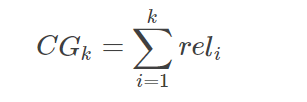 $$CG_k = \sum_{i=1}^{k} rel_i$$